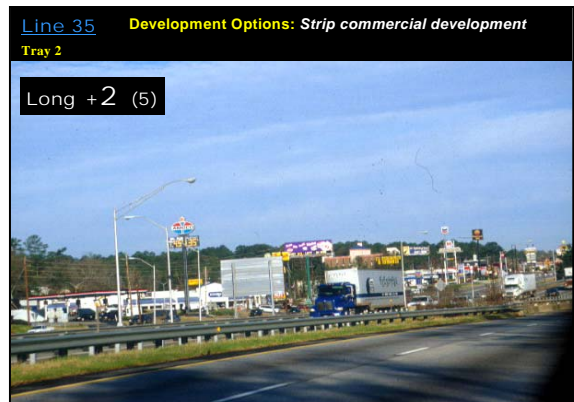 Line 35
Development Options: Strip commercial development
Tray 2
Long +2 (5)